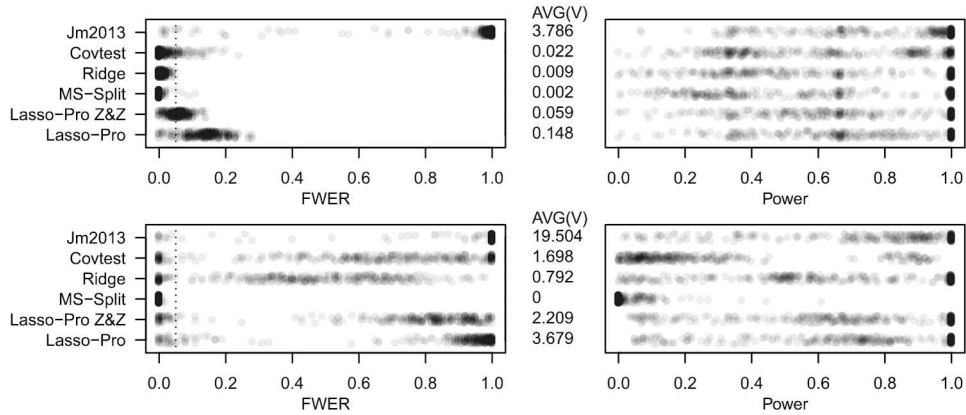 AVG(V)
Jm2013 3.786
Covtest 0.022
Ridge 0.009
MS−Split 0.002
Lasso−Pro Z&Z 0.059
Lasso−Pro 0.148
0.0 0.2 0.4 0.6 0.8 1.0 0.0 0.2 0.4 0.6 0.8 1.0
FWER Power
AVG(V)
Jm2013 19.504
Covtest 1.698
Ridge 0.792
MS−Split 0
Lasso−Pro Z&Z 2.209
Lasso−Pro 3.679
0.0 0.2 0.4 0.6 0.8 1.0 0.0 0.2 0.4 0.6 0.8 1.0
FWER Power